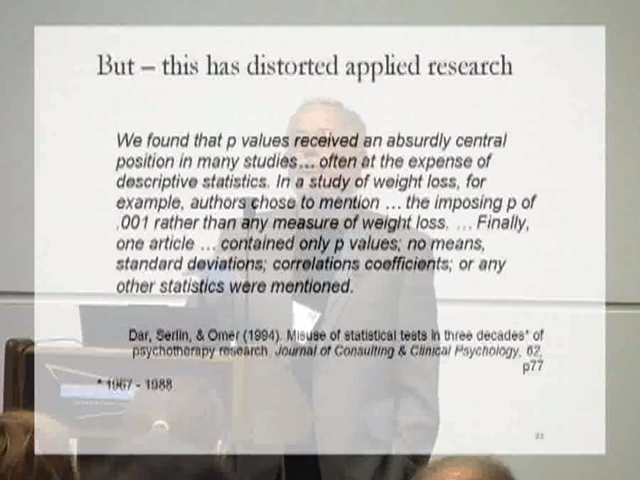 But – this has distorted applied research
We found that p values received an absurdly central
position in many studies… often at the expense of
descriptive statistics. In a study of weight loss, for
example, authors chose to mention … the imposing p of
.001 rather than any measure of weight loss. … Finally,
one article … contained only p values; no means,
standard deviations; correlations coefficients; or any
other statistics were mentioned.
Dar, Serlin, & Omer (1994). Misuse of statistical tests in three decades* of
psychotherapy research. Journal of Consulting & Clinical Psychology, 62,
p77
* 1967 - 1988